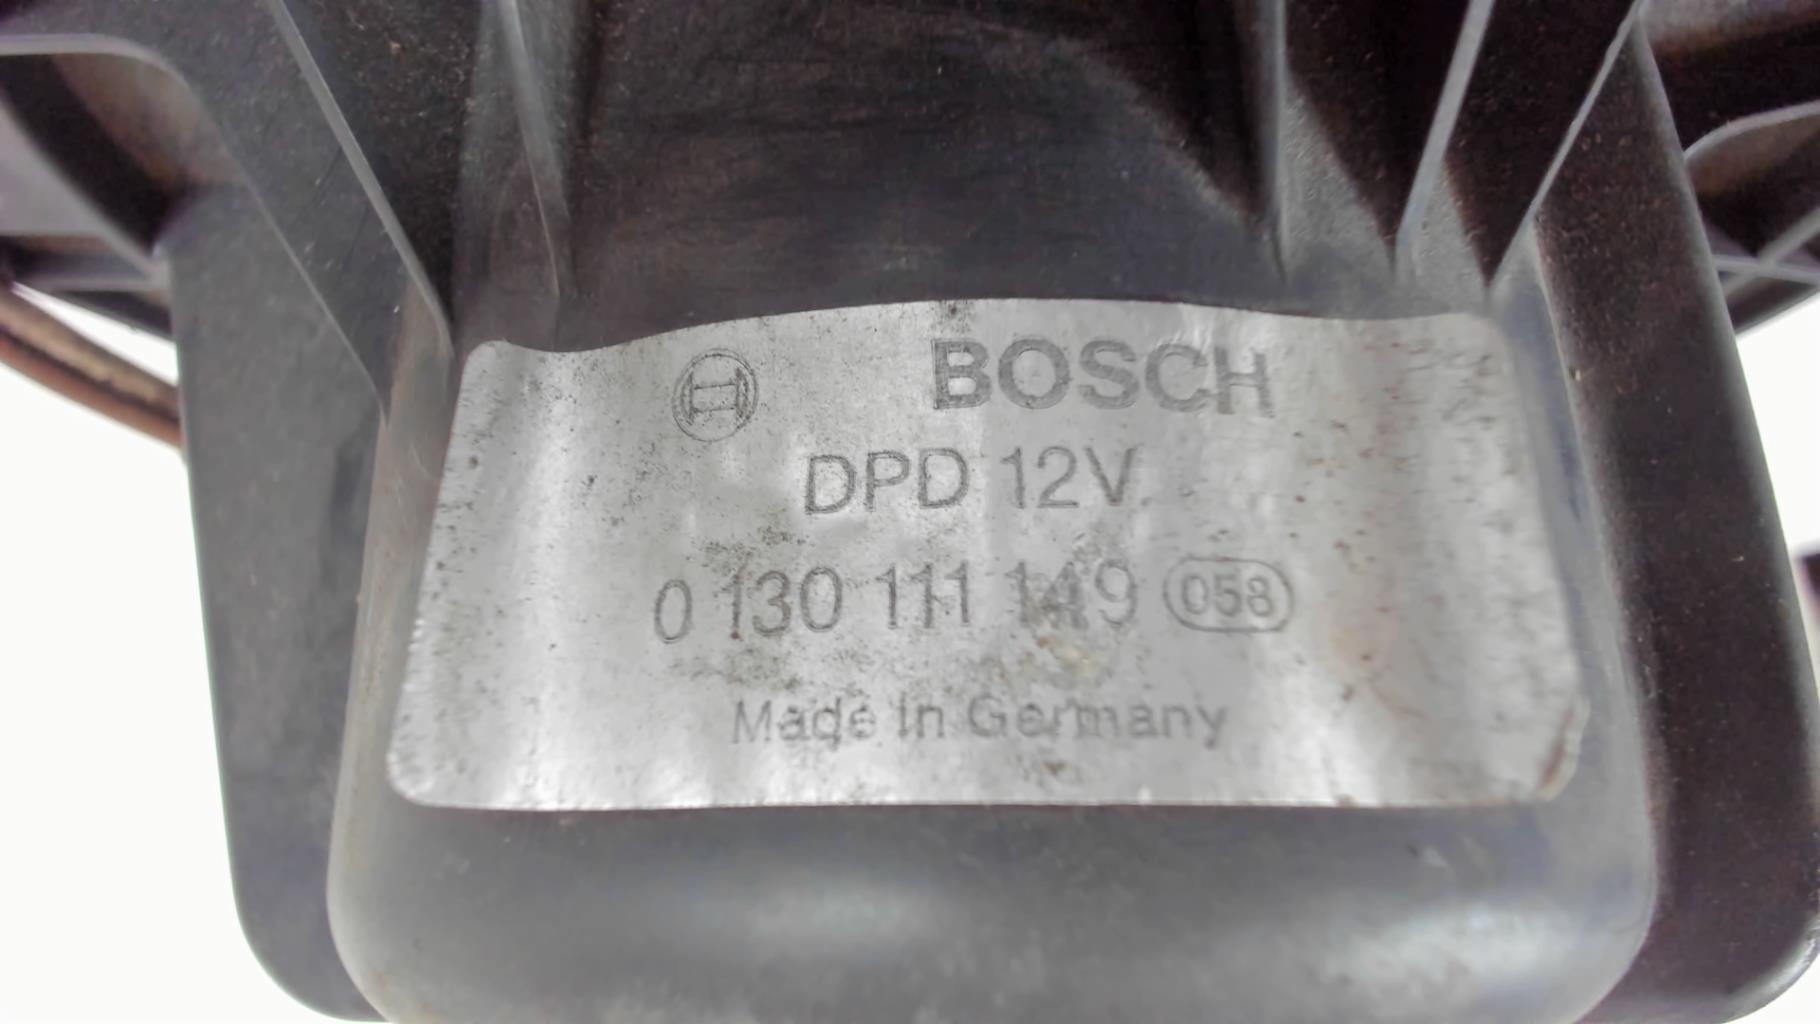 BOSCH
DPD 12V
0 130 111 149 058
Made in Germany